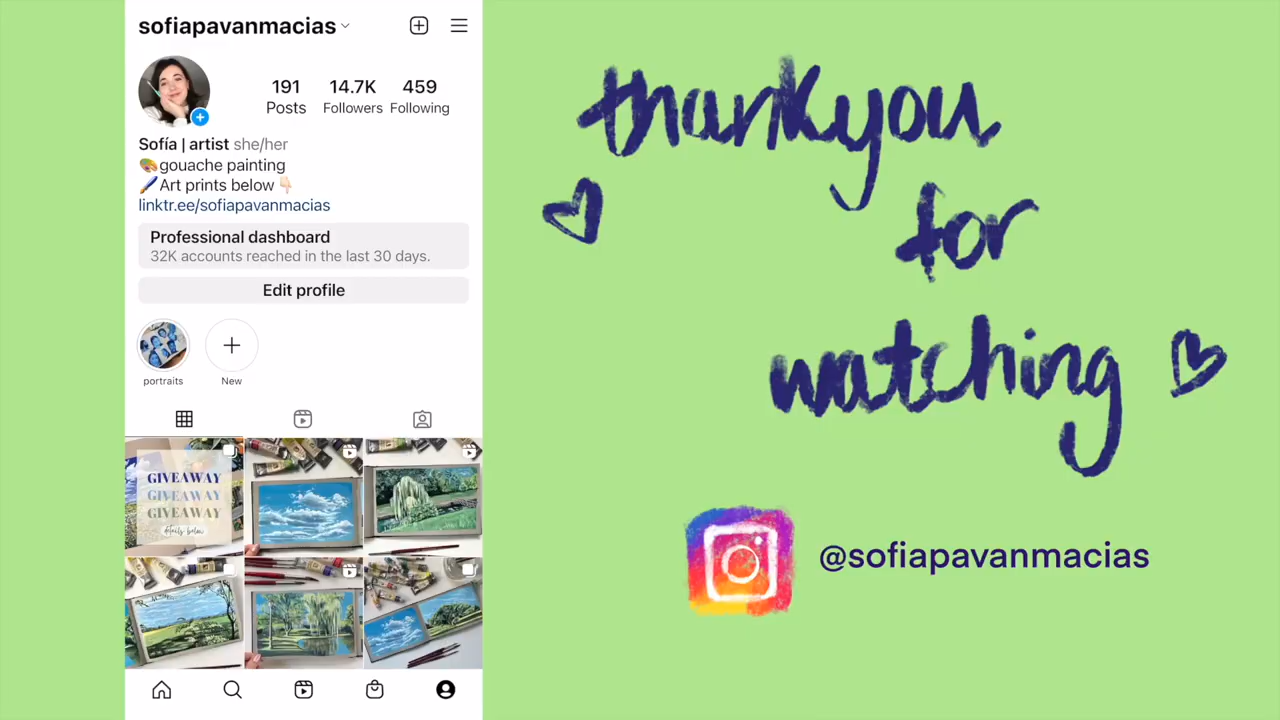 sofiapavanmacias
191 14.7K 459
Posts Followers Following
Sofía | artist she/her
gouache painting
Art prints below
linktr.ee/sofiapavanmacias
Professional dashboard
32K accounts reached in the last 30 days.
Edit profile
portraits New
GIVEAWAY
GIVEAWAY
GIVEAWAY
details below
thankyou
for
watching
@sofiapavanmacias